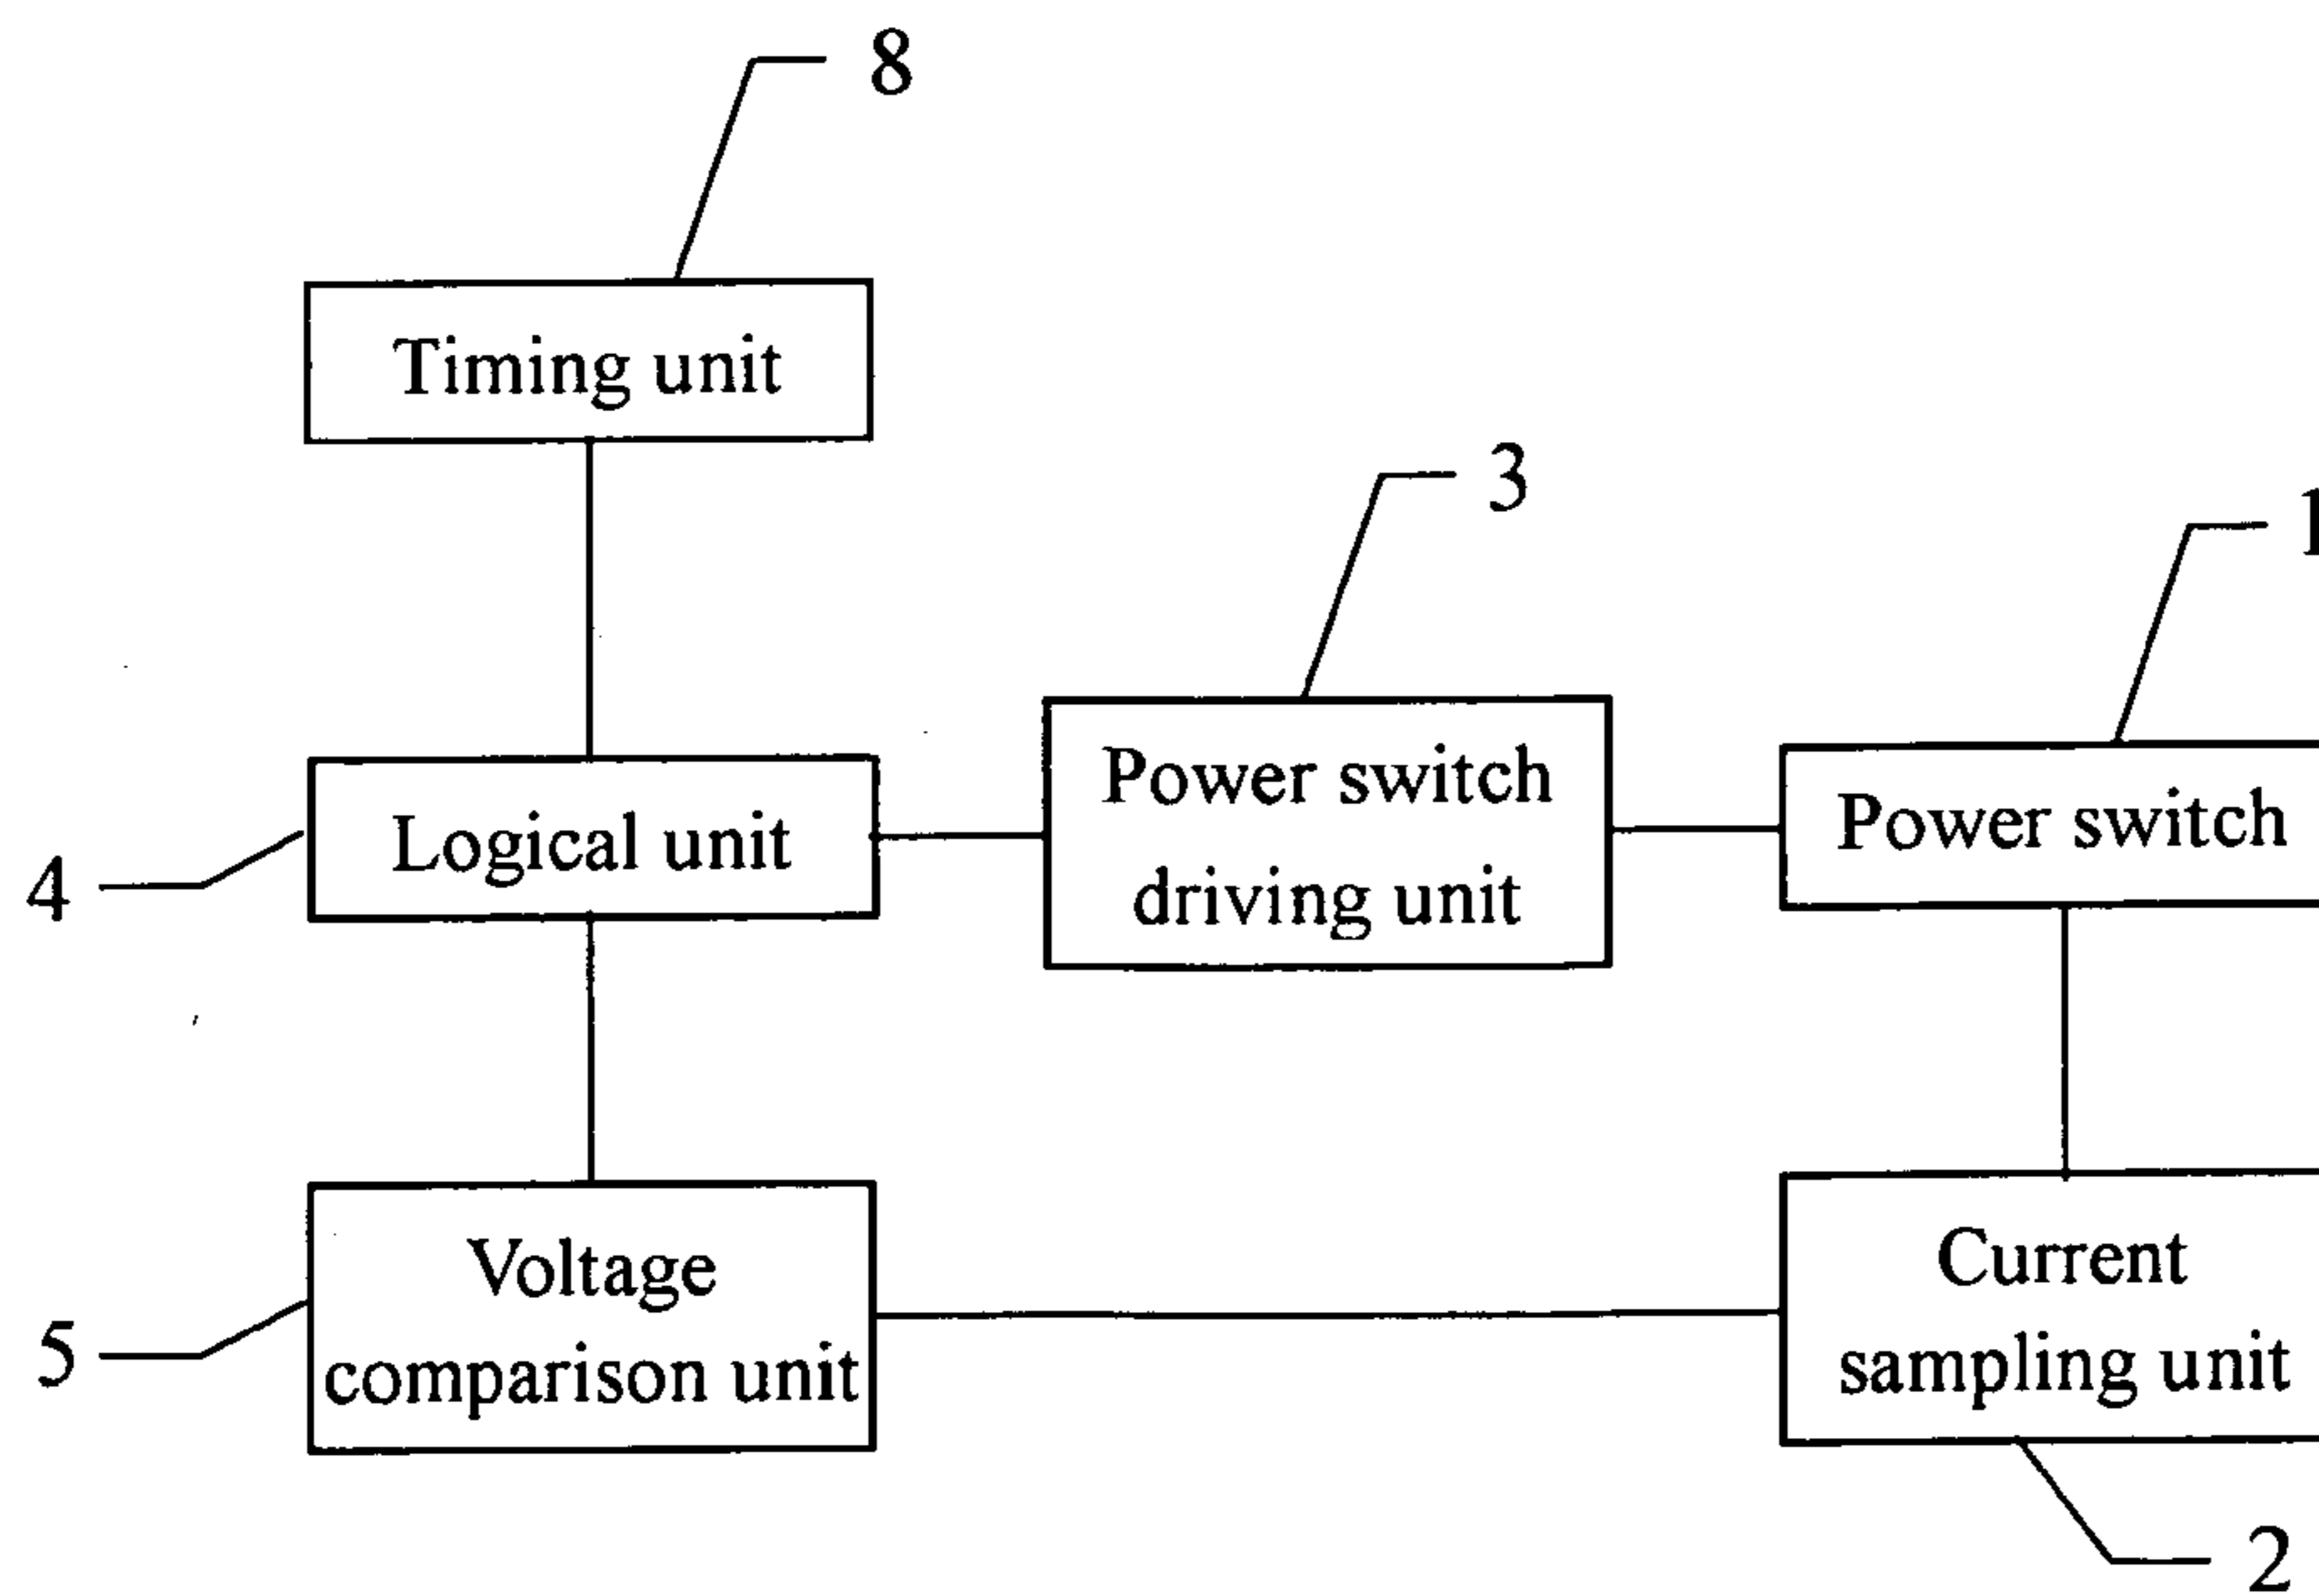 8
Timing unit
3
1
Power switch
driving unit
Power switch
Logical unit
4
Voltage
comparison unit
Current
sampling unit
5
2